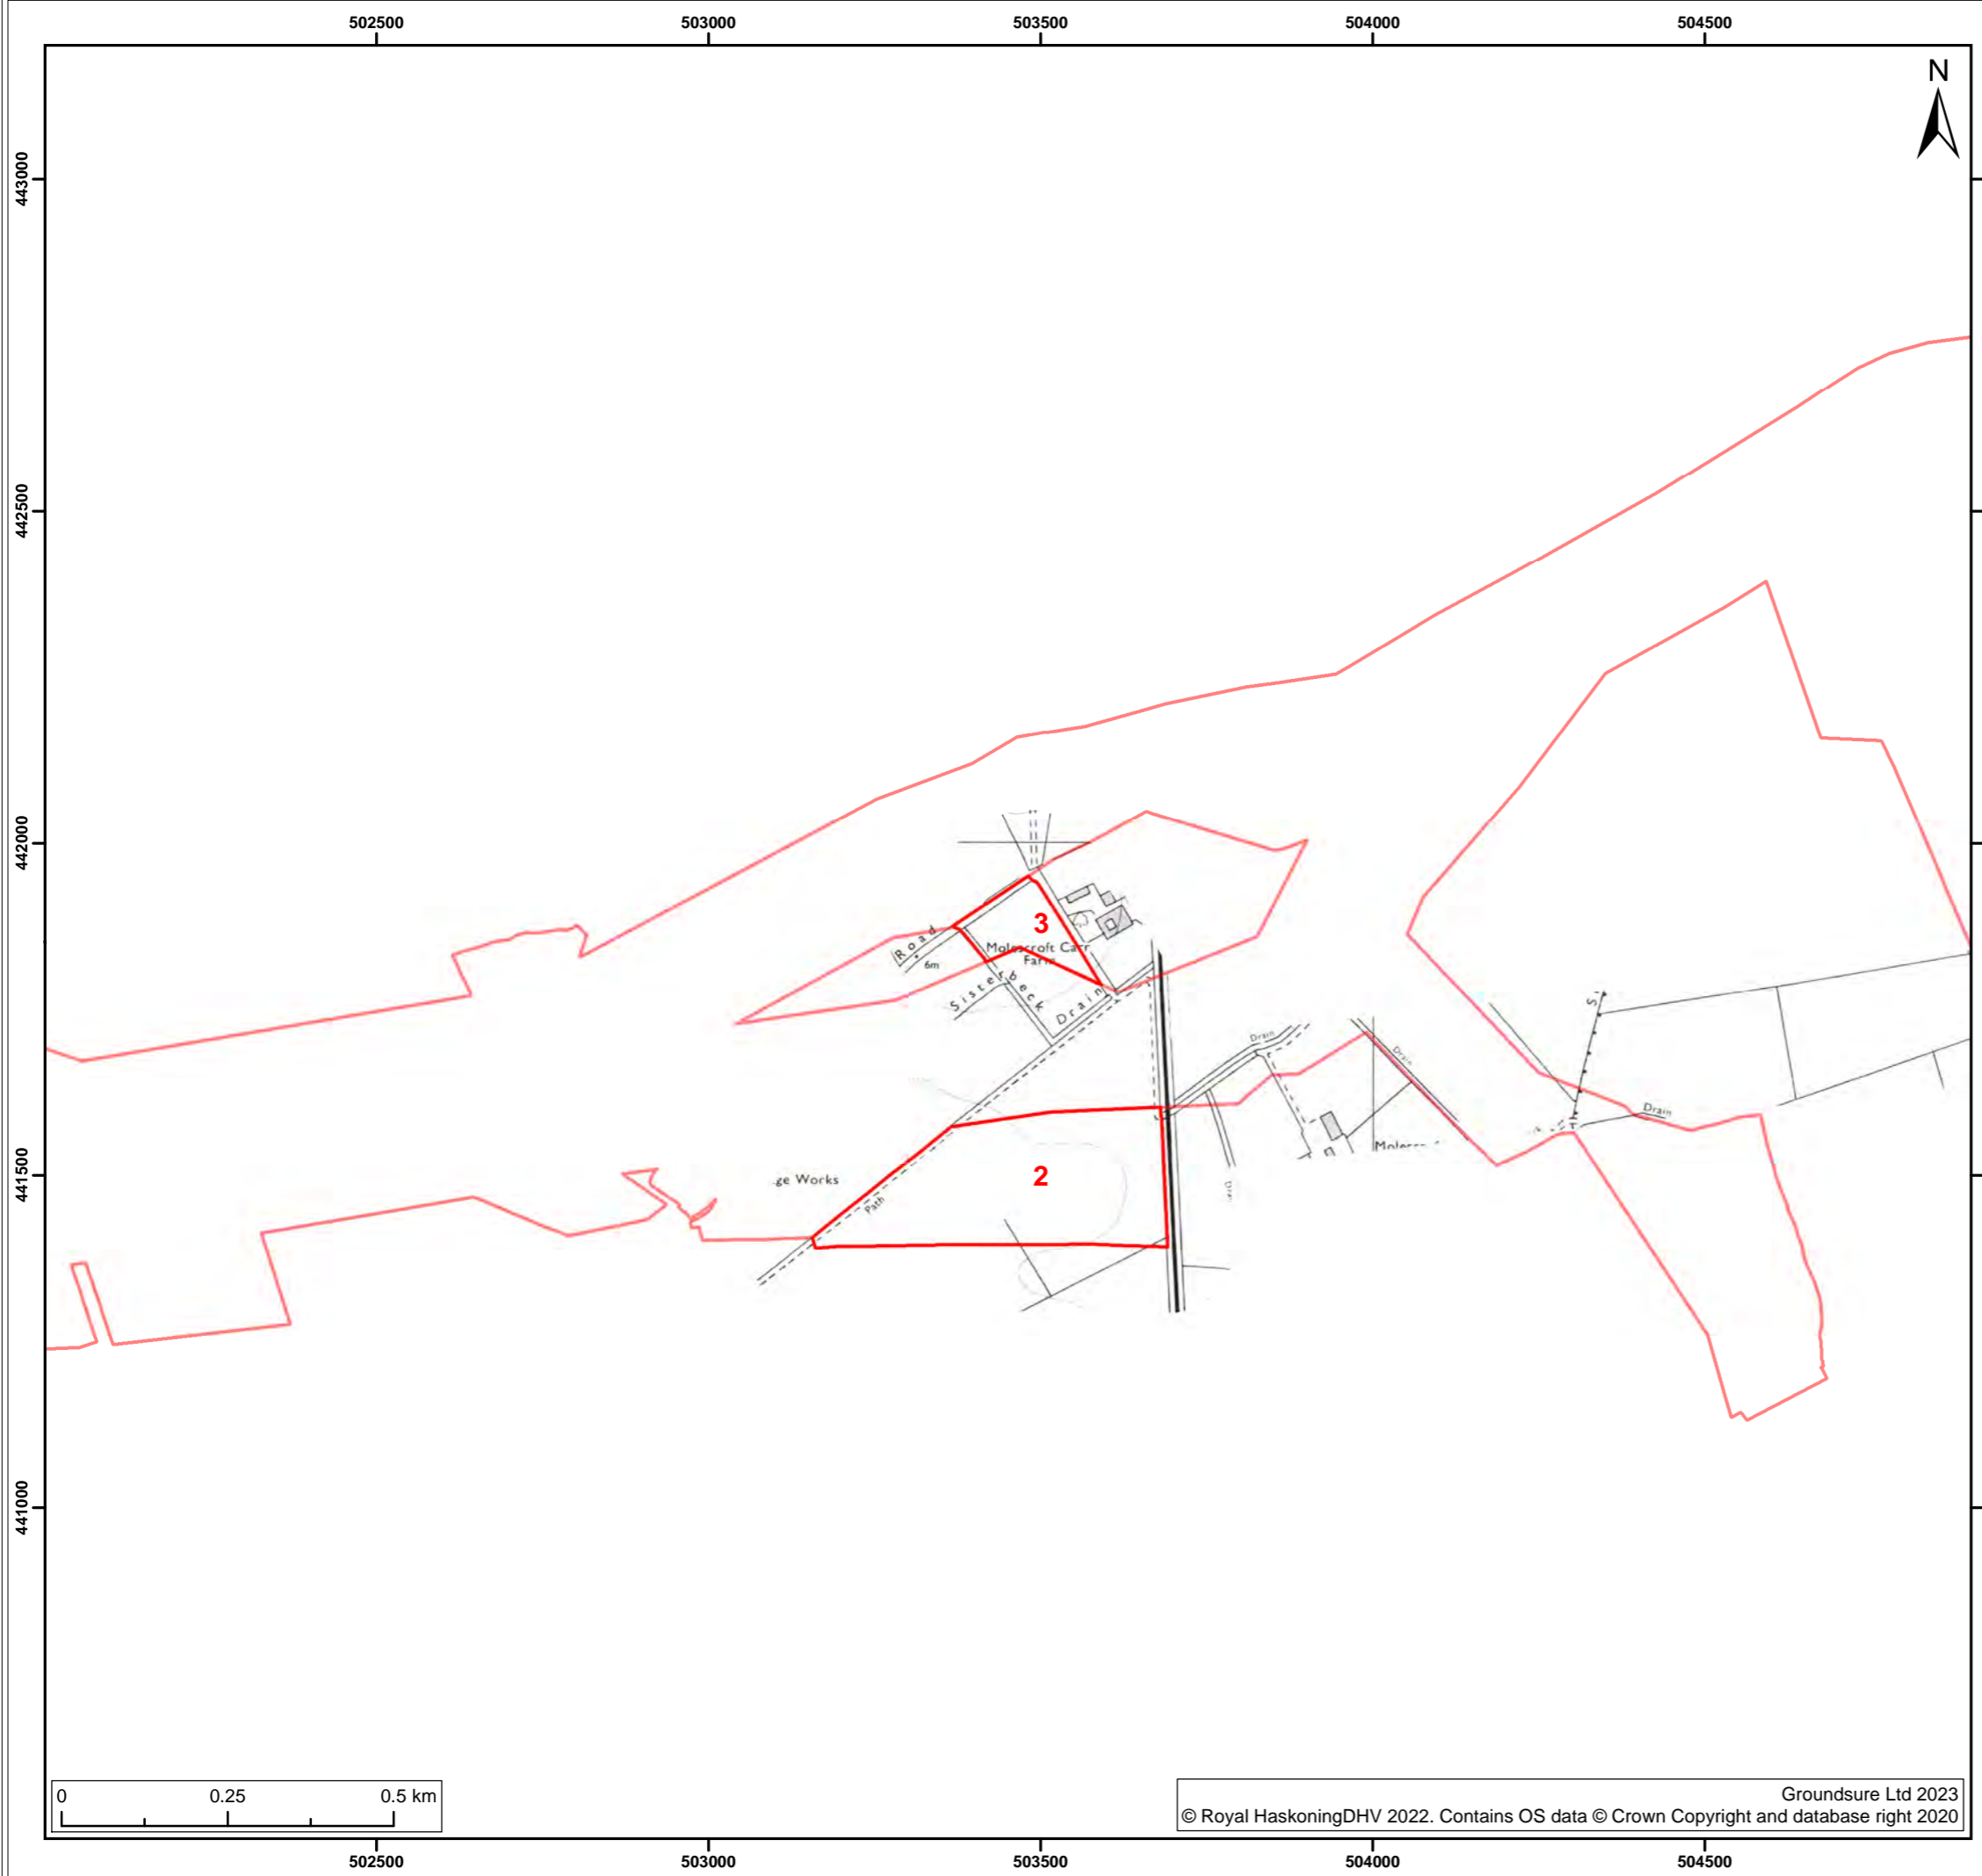 502500 503000 503500 504000 504500
N
443000
442500
442000
441500
441000
3
Road
6m
Molescroft Carr
Farm
Sisterbeck
Drain
Drain
Drain
Drain
2
ge Works
Path
0 0.25 0.5 km
Groundsure Ltd 2023
© Royal HaskoningDHV 2022. Contains OS data © Crown Copyright and database right 2020
502500 503000 503500 504000 504500